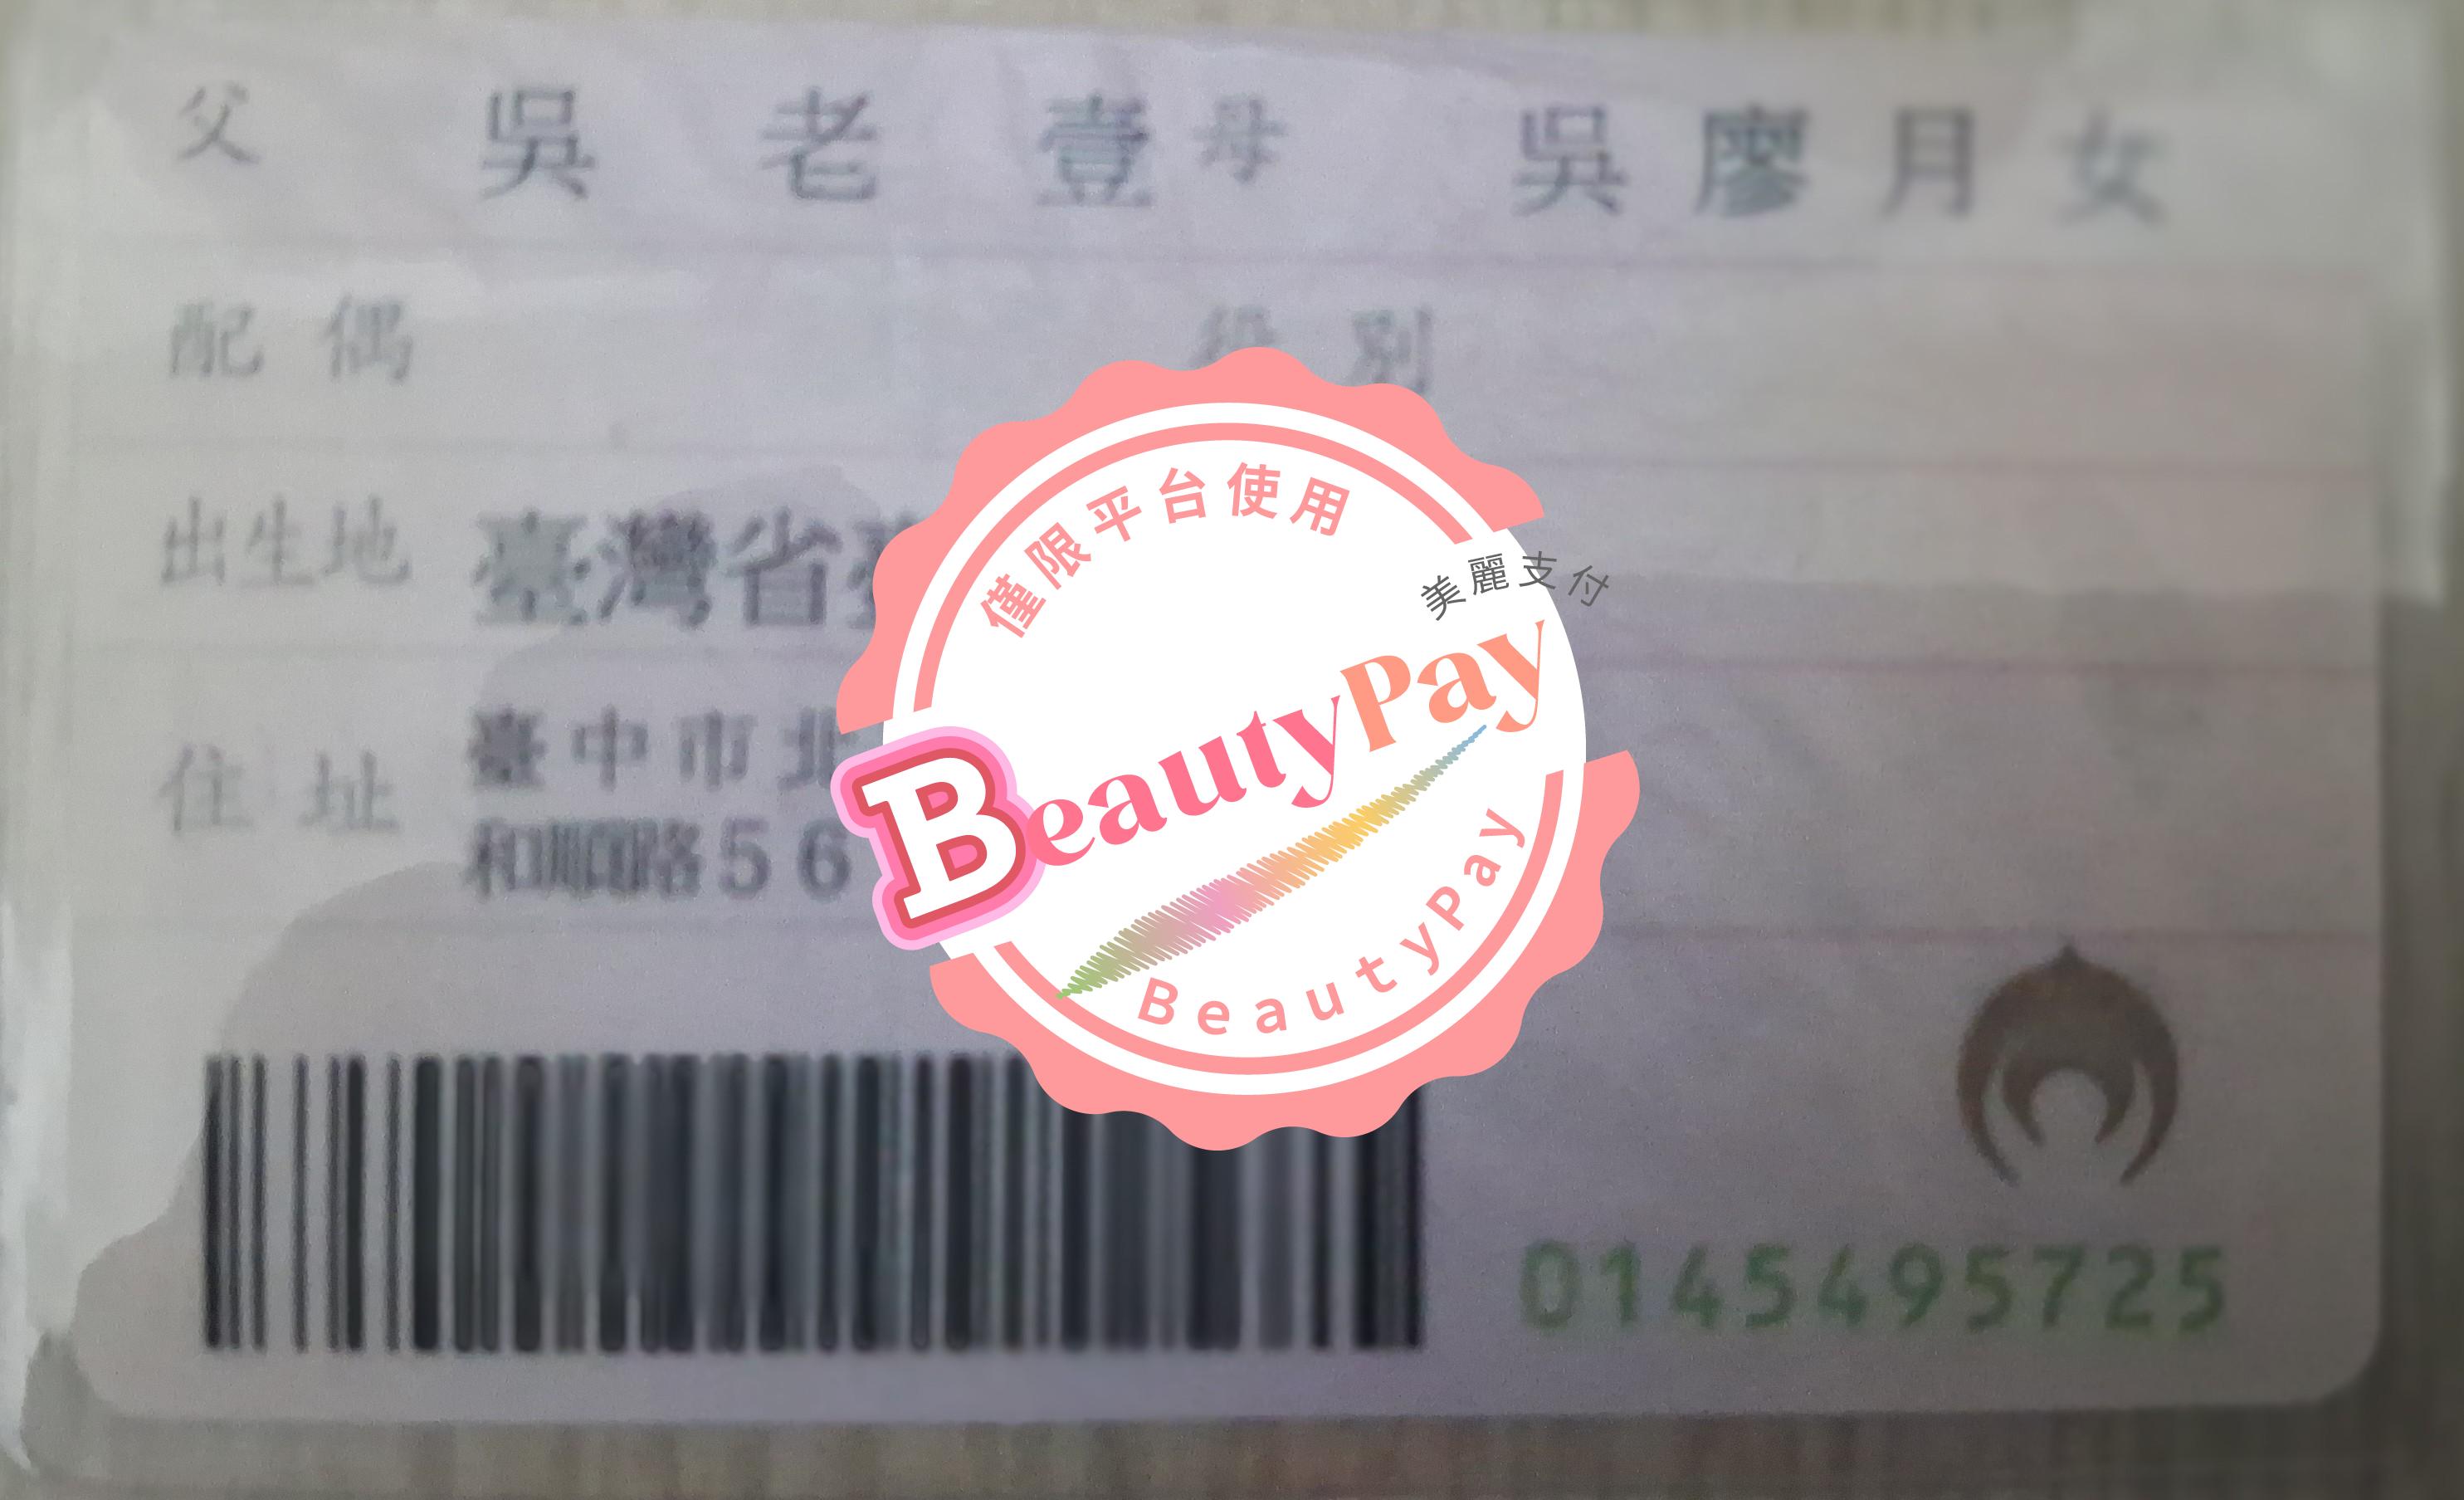 父 吳老壹 母 吳廖月女
配偶 役別
出生地 臺灣省
住址 臺中市北
和順路56
僅限平台使用
美麗支付
BeautyPay
BeautyPay
0145495725